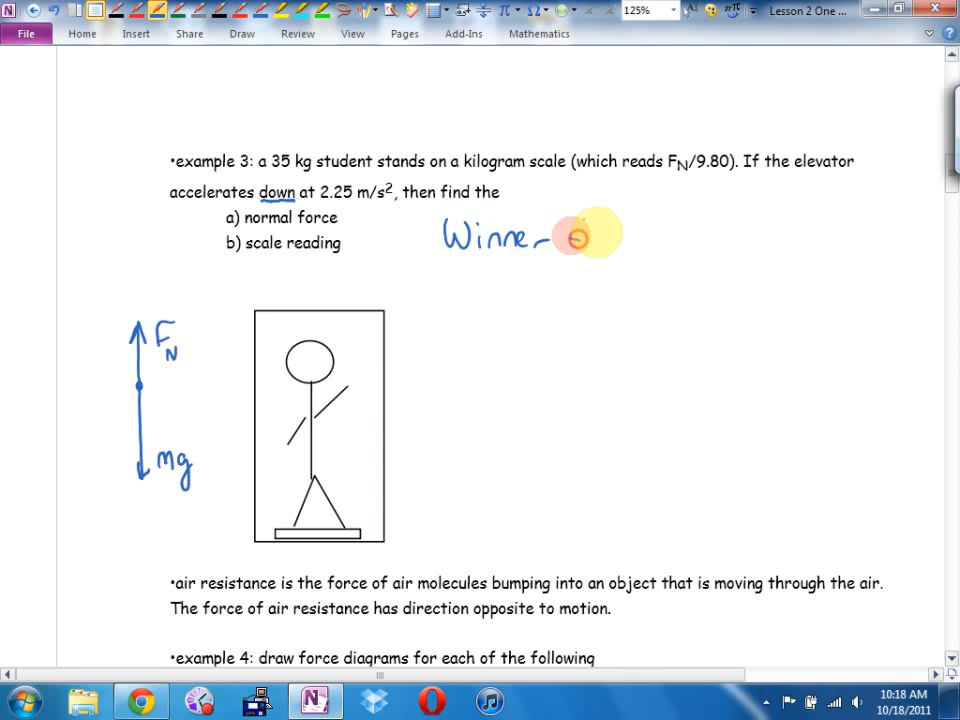 125%
Lesson 2 One ...
File Home Insert Share Draw Review View Pages Add-Ins Mathematics
•example 3: a 35 kg student stands on a kilogram scale (which reads FN/9.80). If the elevator
accelerates down at 2.25 m/s2, then find the
a) normal force
b) scale reading
Winner
FN
mg
•air resistance is the force of air molecules bumping into an object that is moving through the air.
The force of air resistance has direction opposite to motion.
•example 4: draw force diagrams for each of the following
10:18 AM
10/18/2011